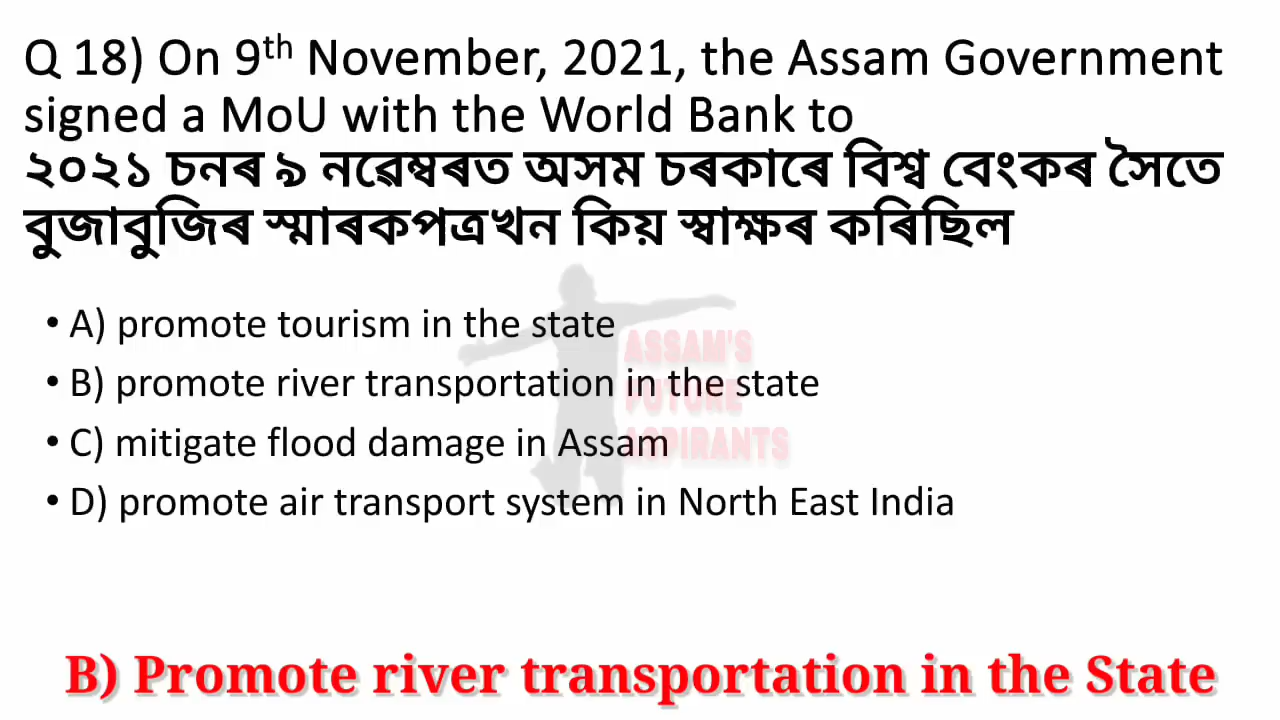 Q 18) On 9th November, 2021, the Assam Government
signed a MoU with the World Bank to
২০২১ চনৰ ৯ নৱেম্বৰত অসম চৰকাৰে বিশ্ব বেংকৰ সৈতে
বুজাবুজিৰ স্মাৰকপত্ৰখন কিয় স্বাক্ষৰ কৰিছিল
• A) promote tourism in the state
• B) promote river transportation in the state
• C) mitigate flood damage in Assam
• D) promote air transport system in North East India
ASSAM'S
FUTURE
ASPIRANTS
B) Promote river transportation in the State